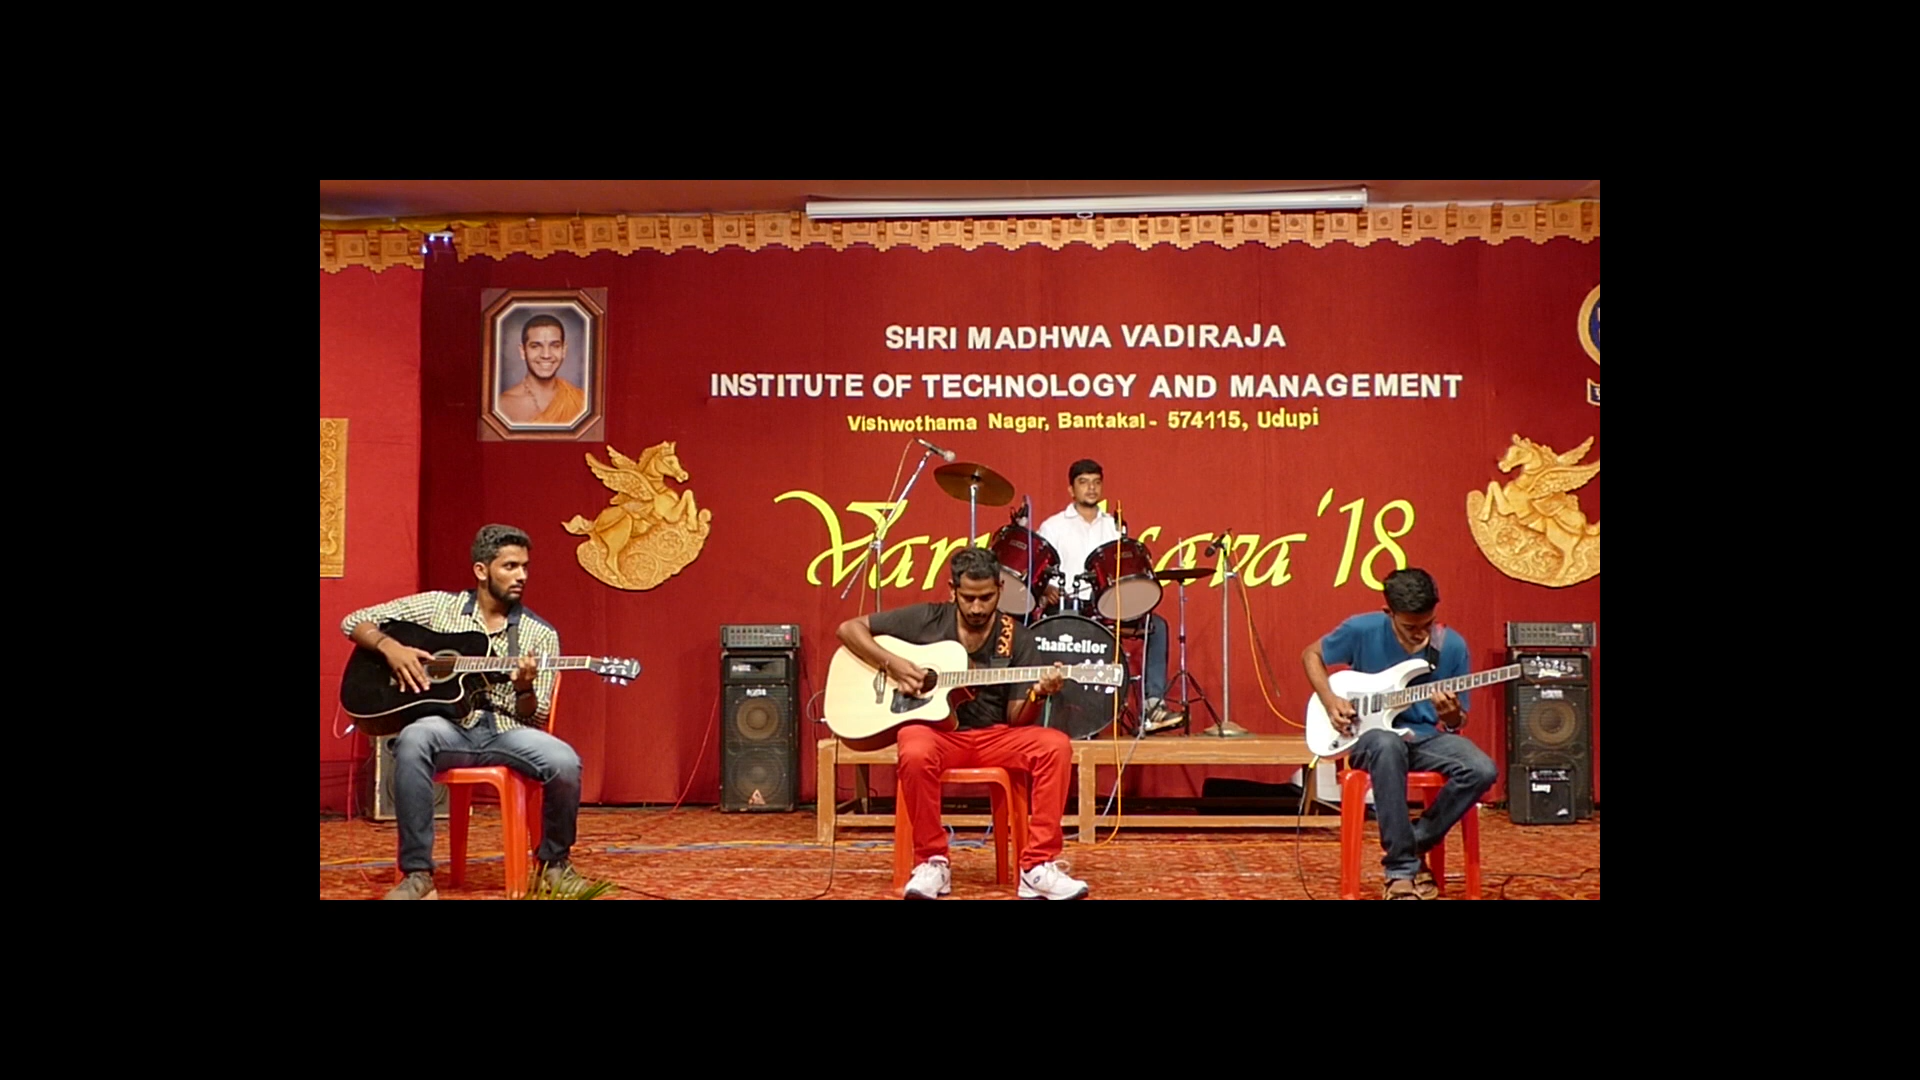 SHRI MADHWA VADIRAJA
INSTITUTE OF TECHNOLOGY AND MANAGEMENT
Vishwothama Nagar, Bantakal - 574115, Udupi
'18
Chancellor
Laney